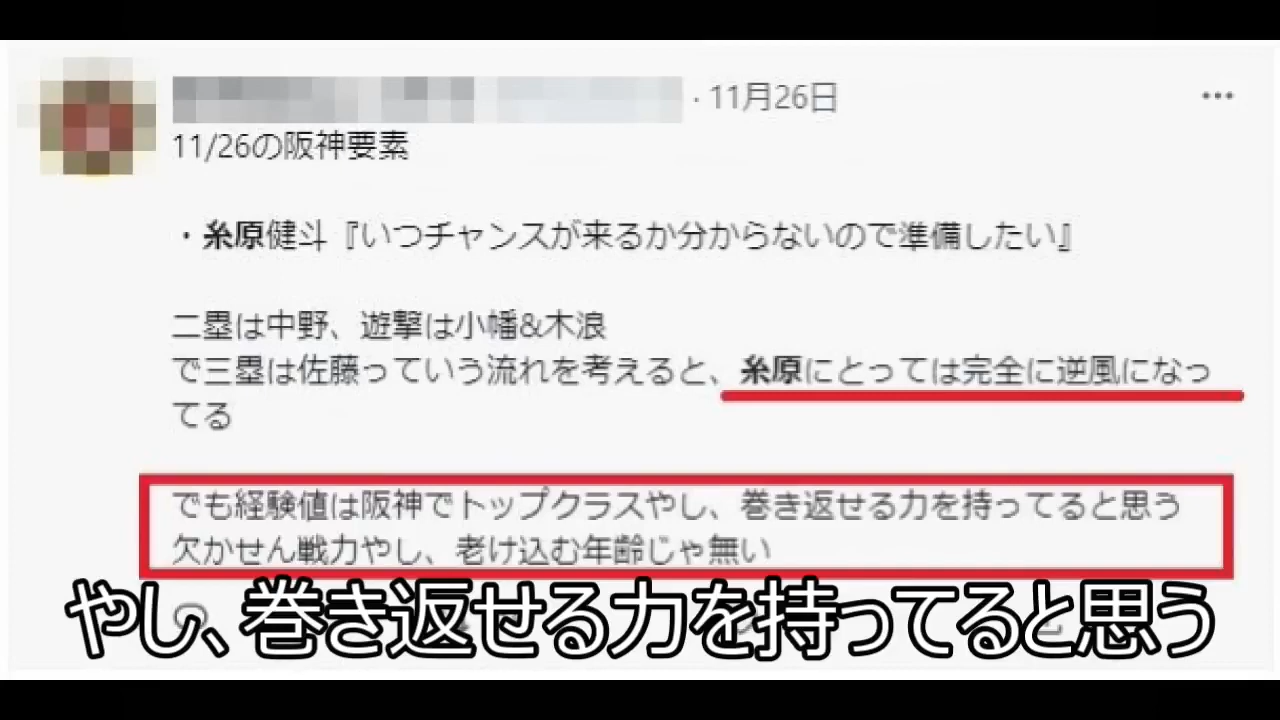 · 11月26日
11/26の阪神要素
・糸原健斗『いつチャンスが来るか分からないので準備したい』
二塁は中野、遊撃は小幡&木浪
で三塁は佐藤っていう流れを考えると、糸原にとっては完全に逆風になっ
てる
でも経験値は阪神でトップクラスやし、巻き返せる力を持ってると思う
欠かせん戦力やし、老け込む年齢じゃ無い
やし、巻き返せる力を持ってると思う